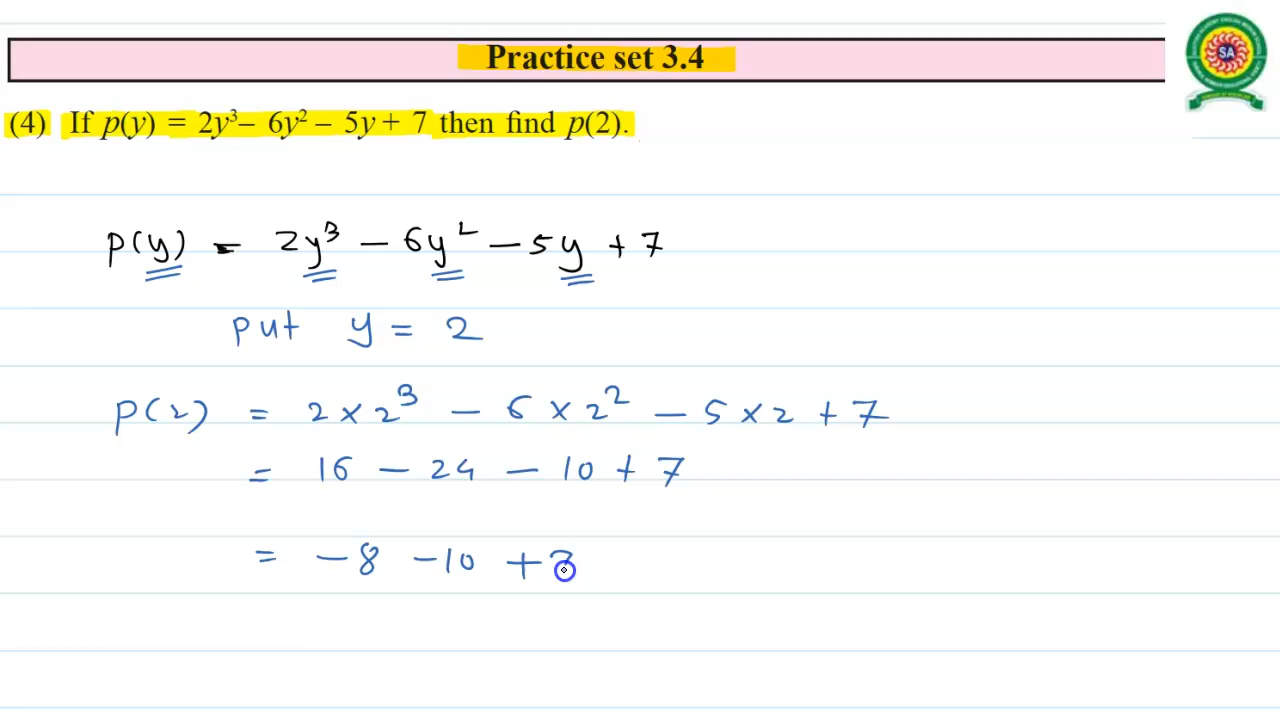 Practice set 3.4
SA
(4) If p(y) = 2y³– 6y² – 5y + 7 then find p(2).
p(y) = 2y³ – 6y² – 5y + 7
put y = 2
p(2) = 2 × 2³ – 6 × 2² – 5 × 2 + 7
= 16 – 24 – 10 + 7
= – 8 – 10 +